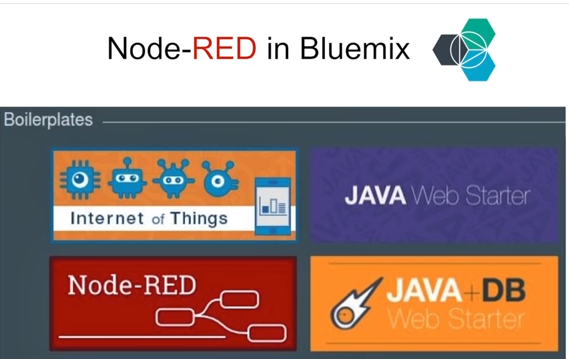 Node-RED in Bluemix
Boilerplates
Internet of Things
JAVA Web Starter
Node-RED
JAVA+DB
Web Starter